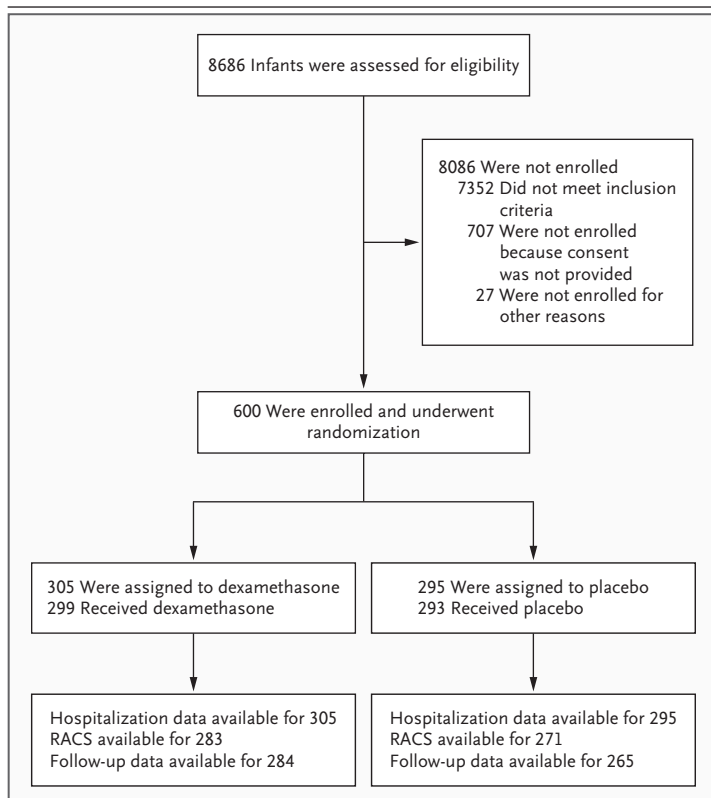 8686 Infants were assessed for eligibility
8086 Were not enrolled
7352 Did not meet inclusion
criteria
707 Were not enrolled
because consent
was not provided
27 Were not enrolled for
other reasons
600 Were enrolled and underwent
randomization
305 Were assigned to dexamethasone
299 Received dexamethasone
295 Were assigned to placebo
293 Received placebo
Hospitalization data available for 305
RACS available for 283
Follow-up data available for 284
Hospitalization data available for 295
RACS available for 271
Follow-up data available for 265